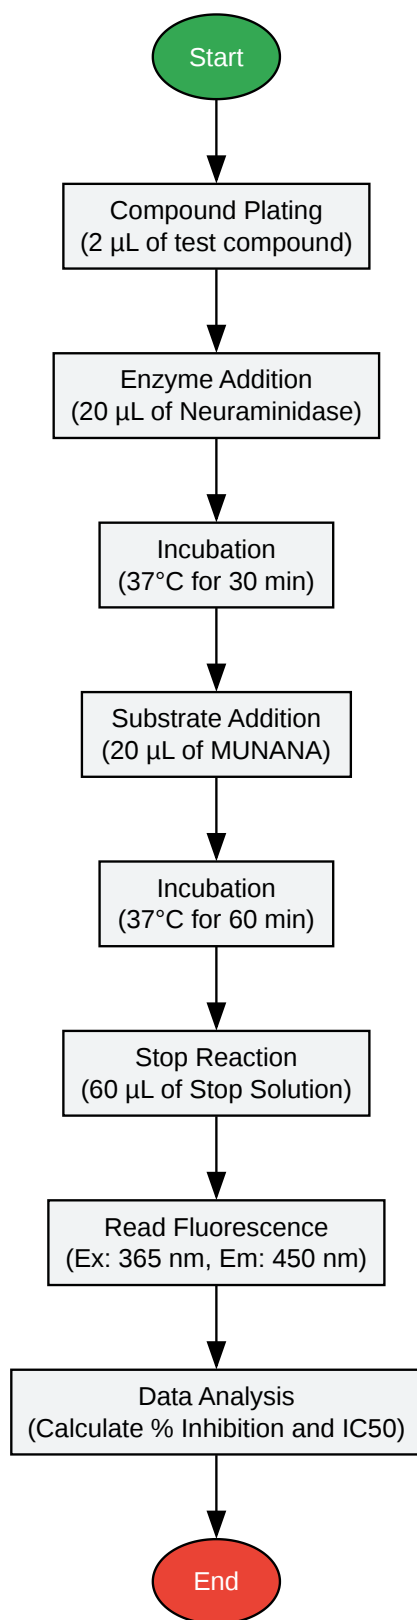 Start
Compound Plating
(2 µL of test compound)
Enzyme Addition
(20 µL of Neuraminidase)
Incubation
(37°C for 30 min)
Substrate Addition
(20 µL of MUNANA)
Incubation
(37°C for 60 min)
Stop Reaction
(60 µL of Stop Solution)
Read Fluorescence
(Ex: 365 nm, Em: 450 nm)
Data Analysis
(Calculate % Inhibition and IC50)
End